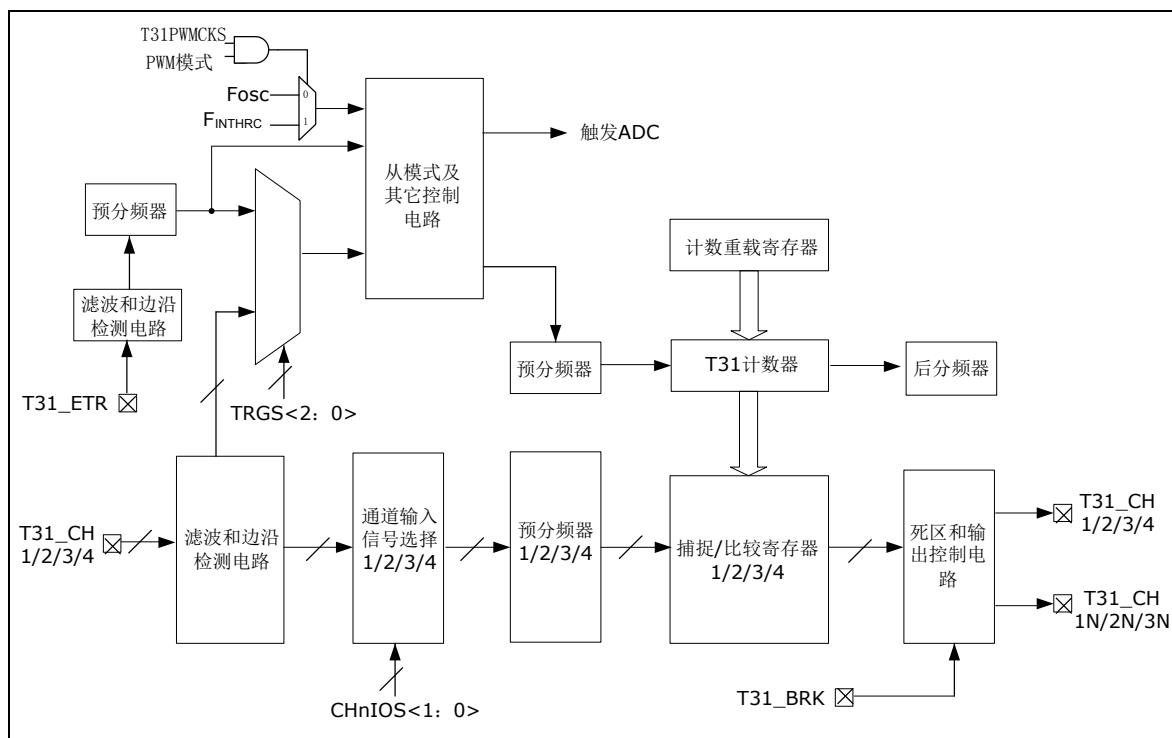 T31PWMCKS
PWM模式
Fosc
0
FINTHRC
1
触发ADC
从模式及
其它控制
电路
预分频器
计数重载寄存器
滤波和边沿
检测电路
预分频器
T31计数器
后分频器
T31_ETR
TRGS<2：0>
T31_CH
1/2/3/4
滤波和边沿
检测电路
通道输入
信号选择
1/2/3/4
预分频器
1/2/3/4
捕捉/比较寄存器
1/2/3/4
死区和输
出控制电
路
T31_CH
1/2/3/4
T31_CH
1N/2N/3N
CHnIOS<1：0>
T31_BRK